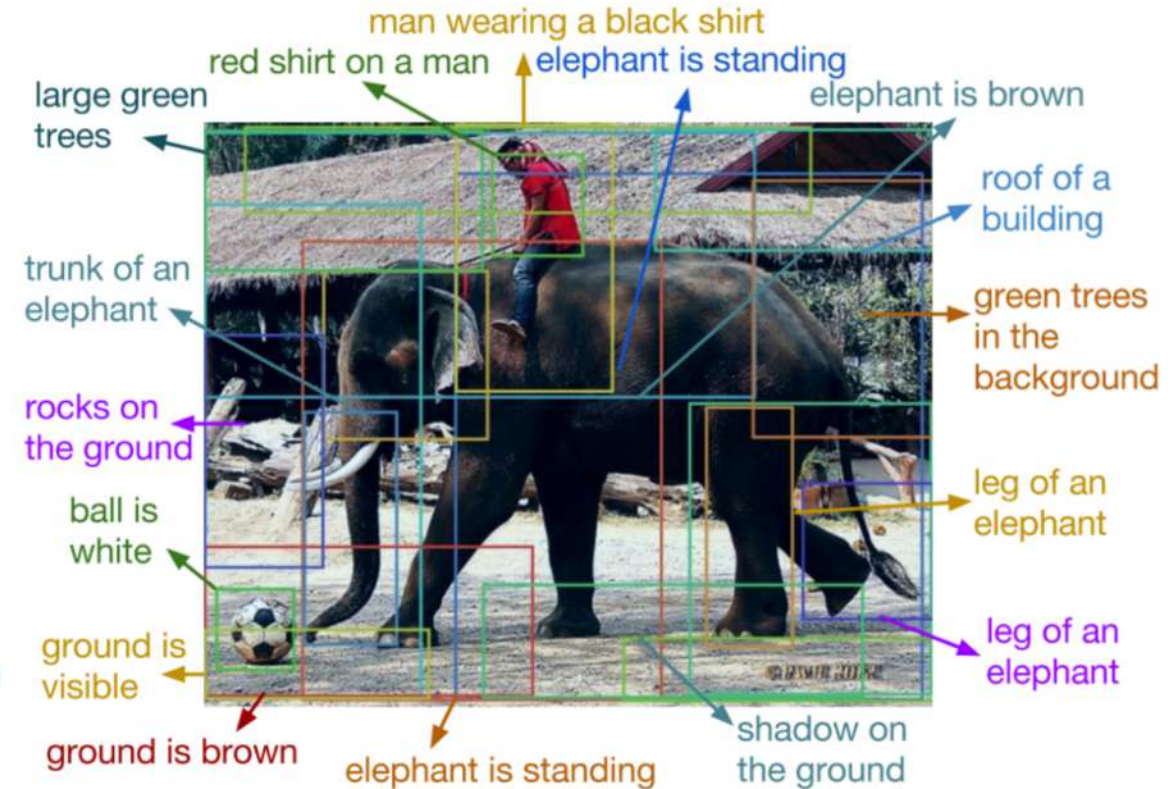 man wearing a black shirt
red shirt on a man
elephant is standing
large green
trees
elephant is brown
roof of a
building
trunk of an
elephant
green trees
in the
background
rocks on
the ground
leg of an
elephant
ball is
white
leg of an
elephant
ground is
visible
shadow on
the ground
ground is brown
elephant is standing